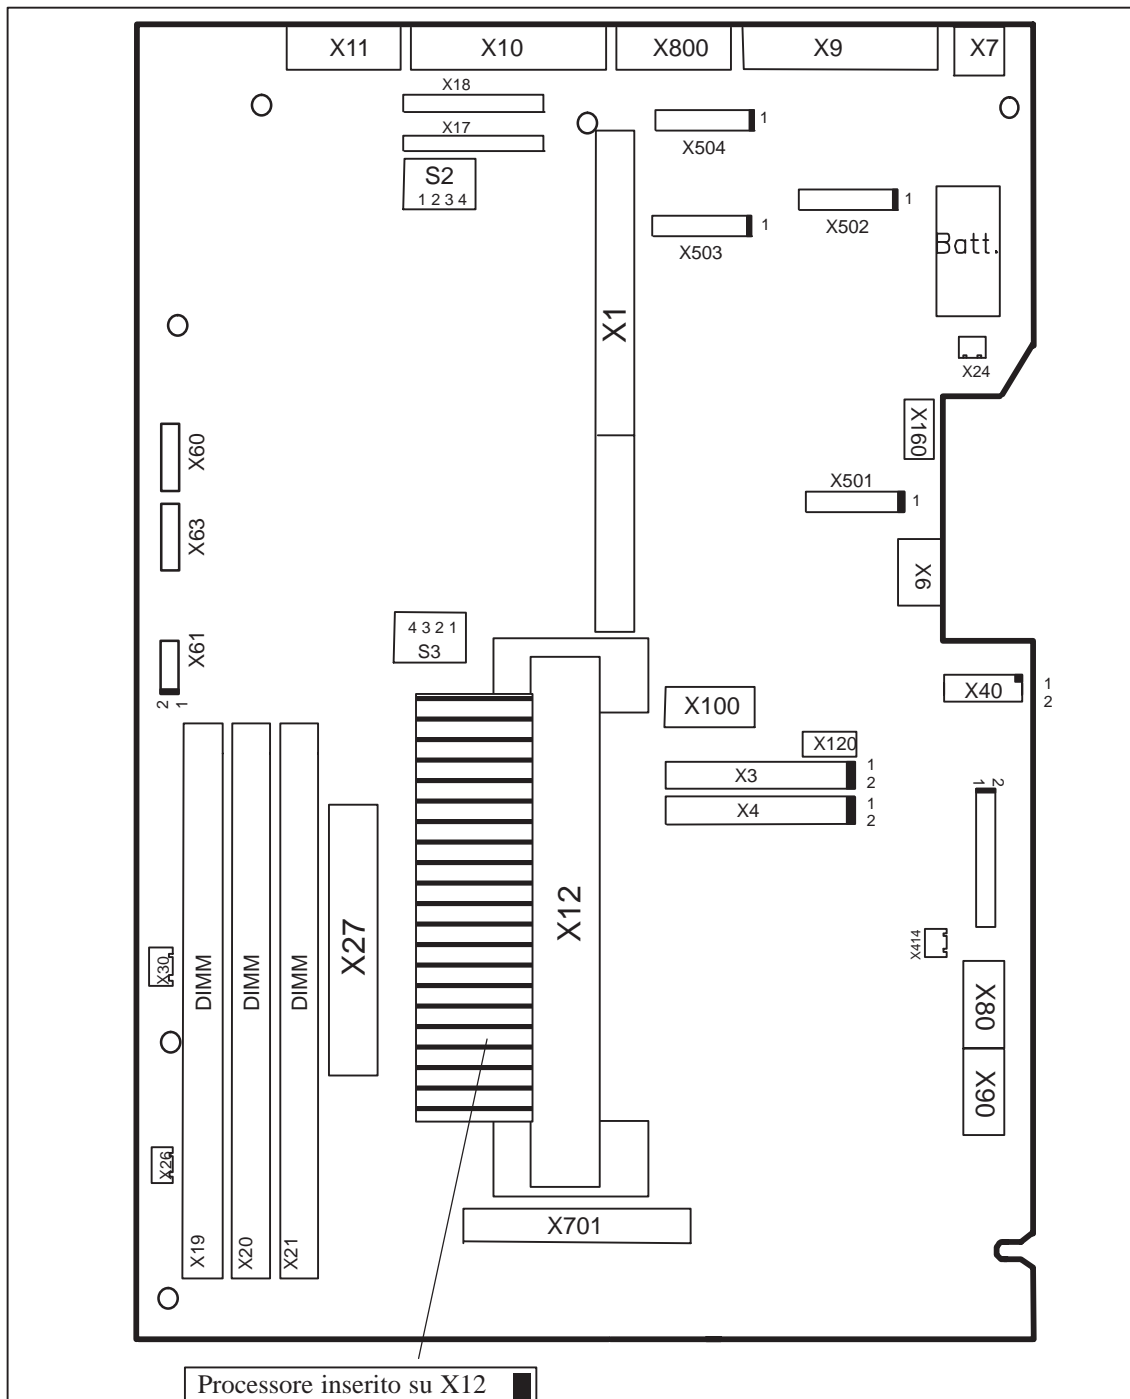 X11 X10 X800 X9 X7
X18
X17
S2
1 2 3 4
1
X504
1
X503
1
X502
Batt.
X1
X24
X160
X60
X501
1
X63
X6
4 3 2 1
S3
X61
2 1
X100
X40
1
2
X120
X3
1
2
X4
1
2
1 2
X27
X12
X414
X30
DIMM DIMM DIMM
X80
X90
X26
X19 X20 X21
X701
Processore inserito su X12